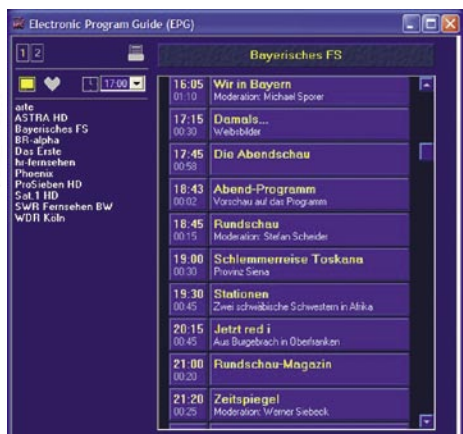 Electronic Program Guide (EPG)
1 2
Bayerisches FS
17:00
arte
ASTRA HD
Bayerisches FS
BR-alpha
Das Erste
hr-fernsehen
Phoenix
ProSieben HD
Sat.1 HD
SWR Fernsehen BW
WDR Köln
16:05 Wir in Bayern
01:10 Moderation: Michael Sporer
17:15 Damals...
00:30 Weibsbilder
17:45 Die Abendschau
00:58
18:43 Abend-Programm
00:02 Vorschau auf das Programm
18:45 Rundschau
00:15 Moderation: Stefan Scheider
19:00 Schlemmerreise Toskana
00:30 Provinz Siena
19:30 Stationen
00:45 Zwei schwäbische Schwestern in Afrika
20:15 Jetzt red i
00:45 Aus Burgebrach in Oberfranken
21:00 Rundschau-Magazin
00:20
21:20 Zeitspiegel
00:25 Moderation: Werner Siebeck